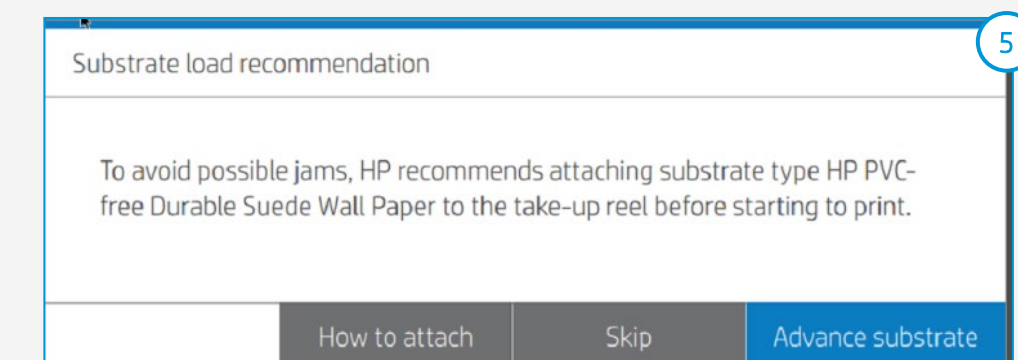 5
Substrate load recommendation
To avoid possible jams, HP recommends attaching substrate type HP PVC-
free Durable Suede Wall Paper to the take-up reel before starting to print.
How to attach
Skip
Advance substrate